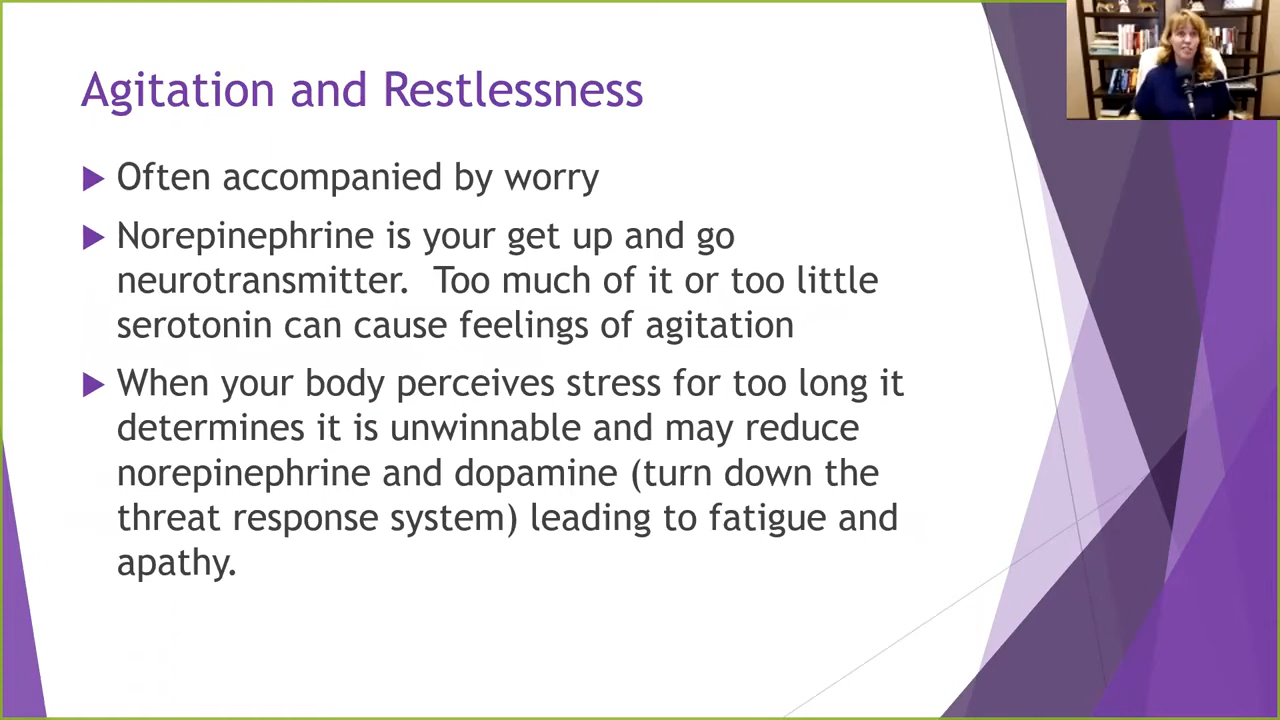 Agitation and Restlessness
Often accompanied by worry
Norepinephrine is your get up and go
neurotransmitter.  Too much of it or too little
serotonin can cause feelings of agitation
When your body perceives stress for too long it
determines it is unwinnable and may reduce
norepinephrine and dopamine (turn down the
threat response system) leading to fatigue and
apathy.